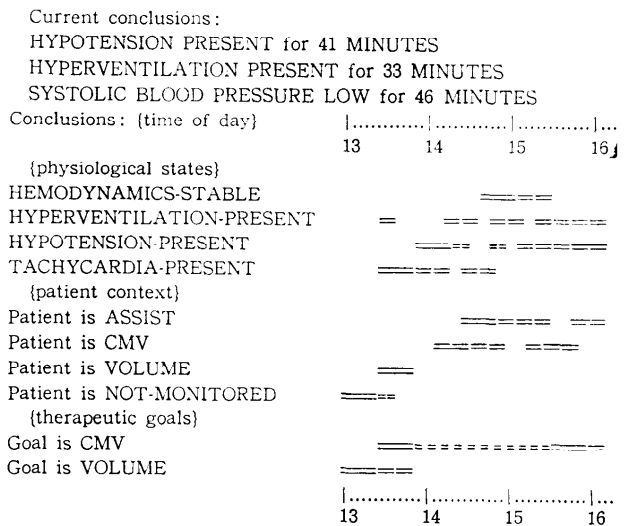 Current conclusions:
HYPOTENSION PRESENT for 41 MINUTES
HYPERVENTILATION PRESENT for 33 MINUTES
SYSTOLIC BLOOD PRESSURE LOW for 46 MINUTES
Conclusions: {time of day} |..........|..........|..........|...
13 14 15 16
{physiological states}
HEMODYNAMICS-STABLE
HYPERVENTILATION-PRESENT
HYPOTENSION-PRESENT
TACHYCARDIA-PRESENT
{patient context}
Patient is ASSIST
Patient is CMV
Patient is VOLUME
Patient is NOT-MONITORED
{therapeutic goals}
Goal is CMV
Goal is VOLUME
|..........|..........|..........|...
13 14 15 16